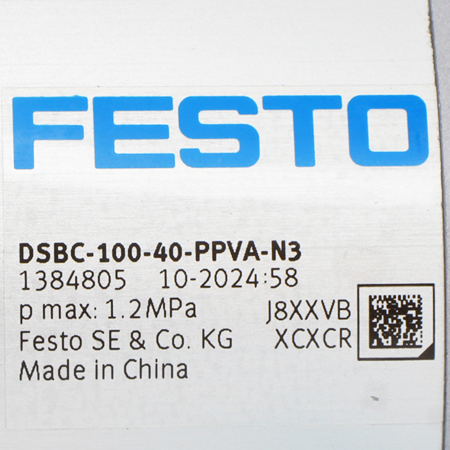 FESTO
DSBC-100-40-PPVA-N3
1384805 10-2024:58
p max: 1.2MPa J8XXVB
Festo SE & Co. KG XCXCR
Made in China